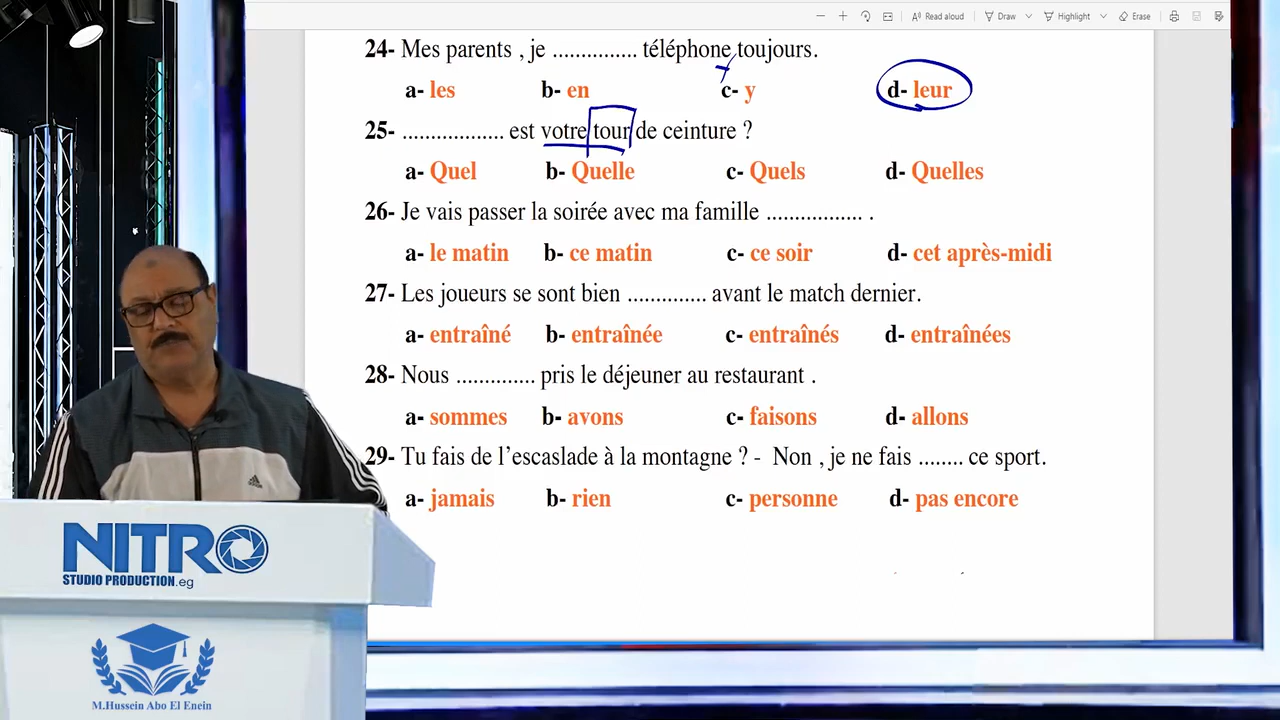 Read aloud
Draw
Highlight
Erase
24- Mes parents , je ............... téléphone toujours.
a- les b- en c- y d- leur
25- .................. est votre tour de ceinture ?
a- Quel b- Quelle c- Quels d- Quelles
26- Je vais passer la soirée avec ma famille ................. .
a- le matin b- ce matin c- ce soir d- cet après-midi
27- Les joueurs se sont bien .............. avant le match dernier.
a- entraîné b- entraînée c- entraînés d- entraînées
28- Nous .............. pris le déjeuner au restaurant .
a- sommes b- avons c- faisons d- allons
29- Tu fais de l'escaslade à la montagne ? - Non , je ne fais ........ ce sport.
a- jamais b- rien c- personne d- pas encore
adidas
NITRO
STUDIO PRODUCTION.eg
M.Hussein Abo El Enein